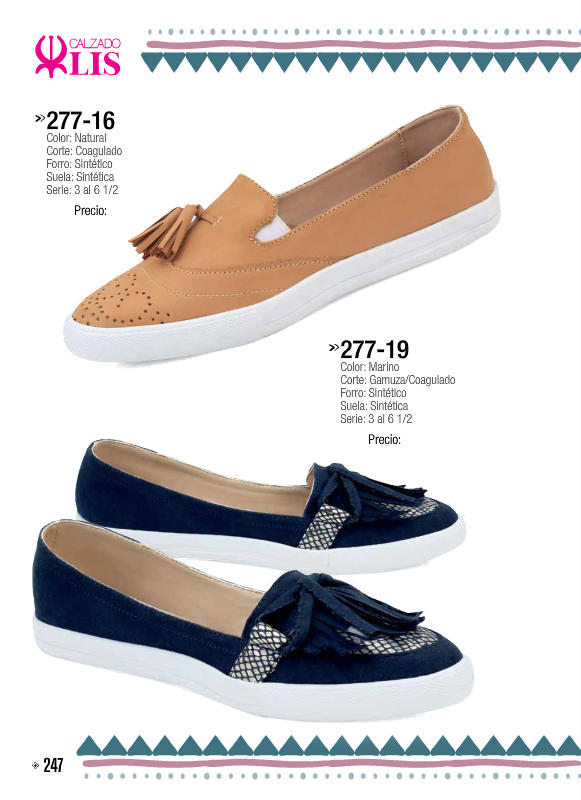 CALZADO
LIS
277-16
Color: Natural
Corte: Coagulado
Forro: Sintético
Suela: Sintética
Serie: 3 al 6 1/2
Precio:
277-19
Color: Marino
Corte: Gamuza/Coagulado
Forro: Sintético
Suela: Sintética
Serie: 3 al 6 1/2
Precio:
247